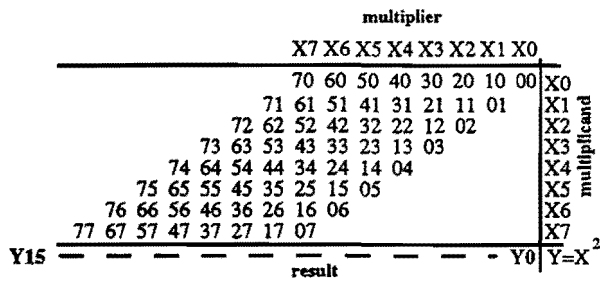 multiplier
X7 X6 X5 X4 X3 X2 X1 X0
70 60 50 40 30 20 10 00 X0
71 61 51 41 31 21 11 01 X1
72 62 52 42 32 22 12 02 X2
73 63 53 43 33 23 13 03 X3
74 64 54 44 34 24 14 04 X4
75 65 55 45 35 25 15 05 X5
76 66 56 46 36 26 16 06 X6
77 67 57 47 37 27 17 07 X7
multiplicand
Y15 Y0 Y=X²
result